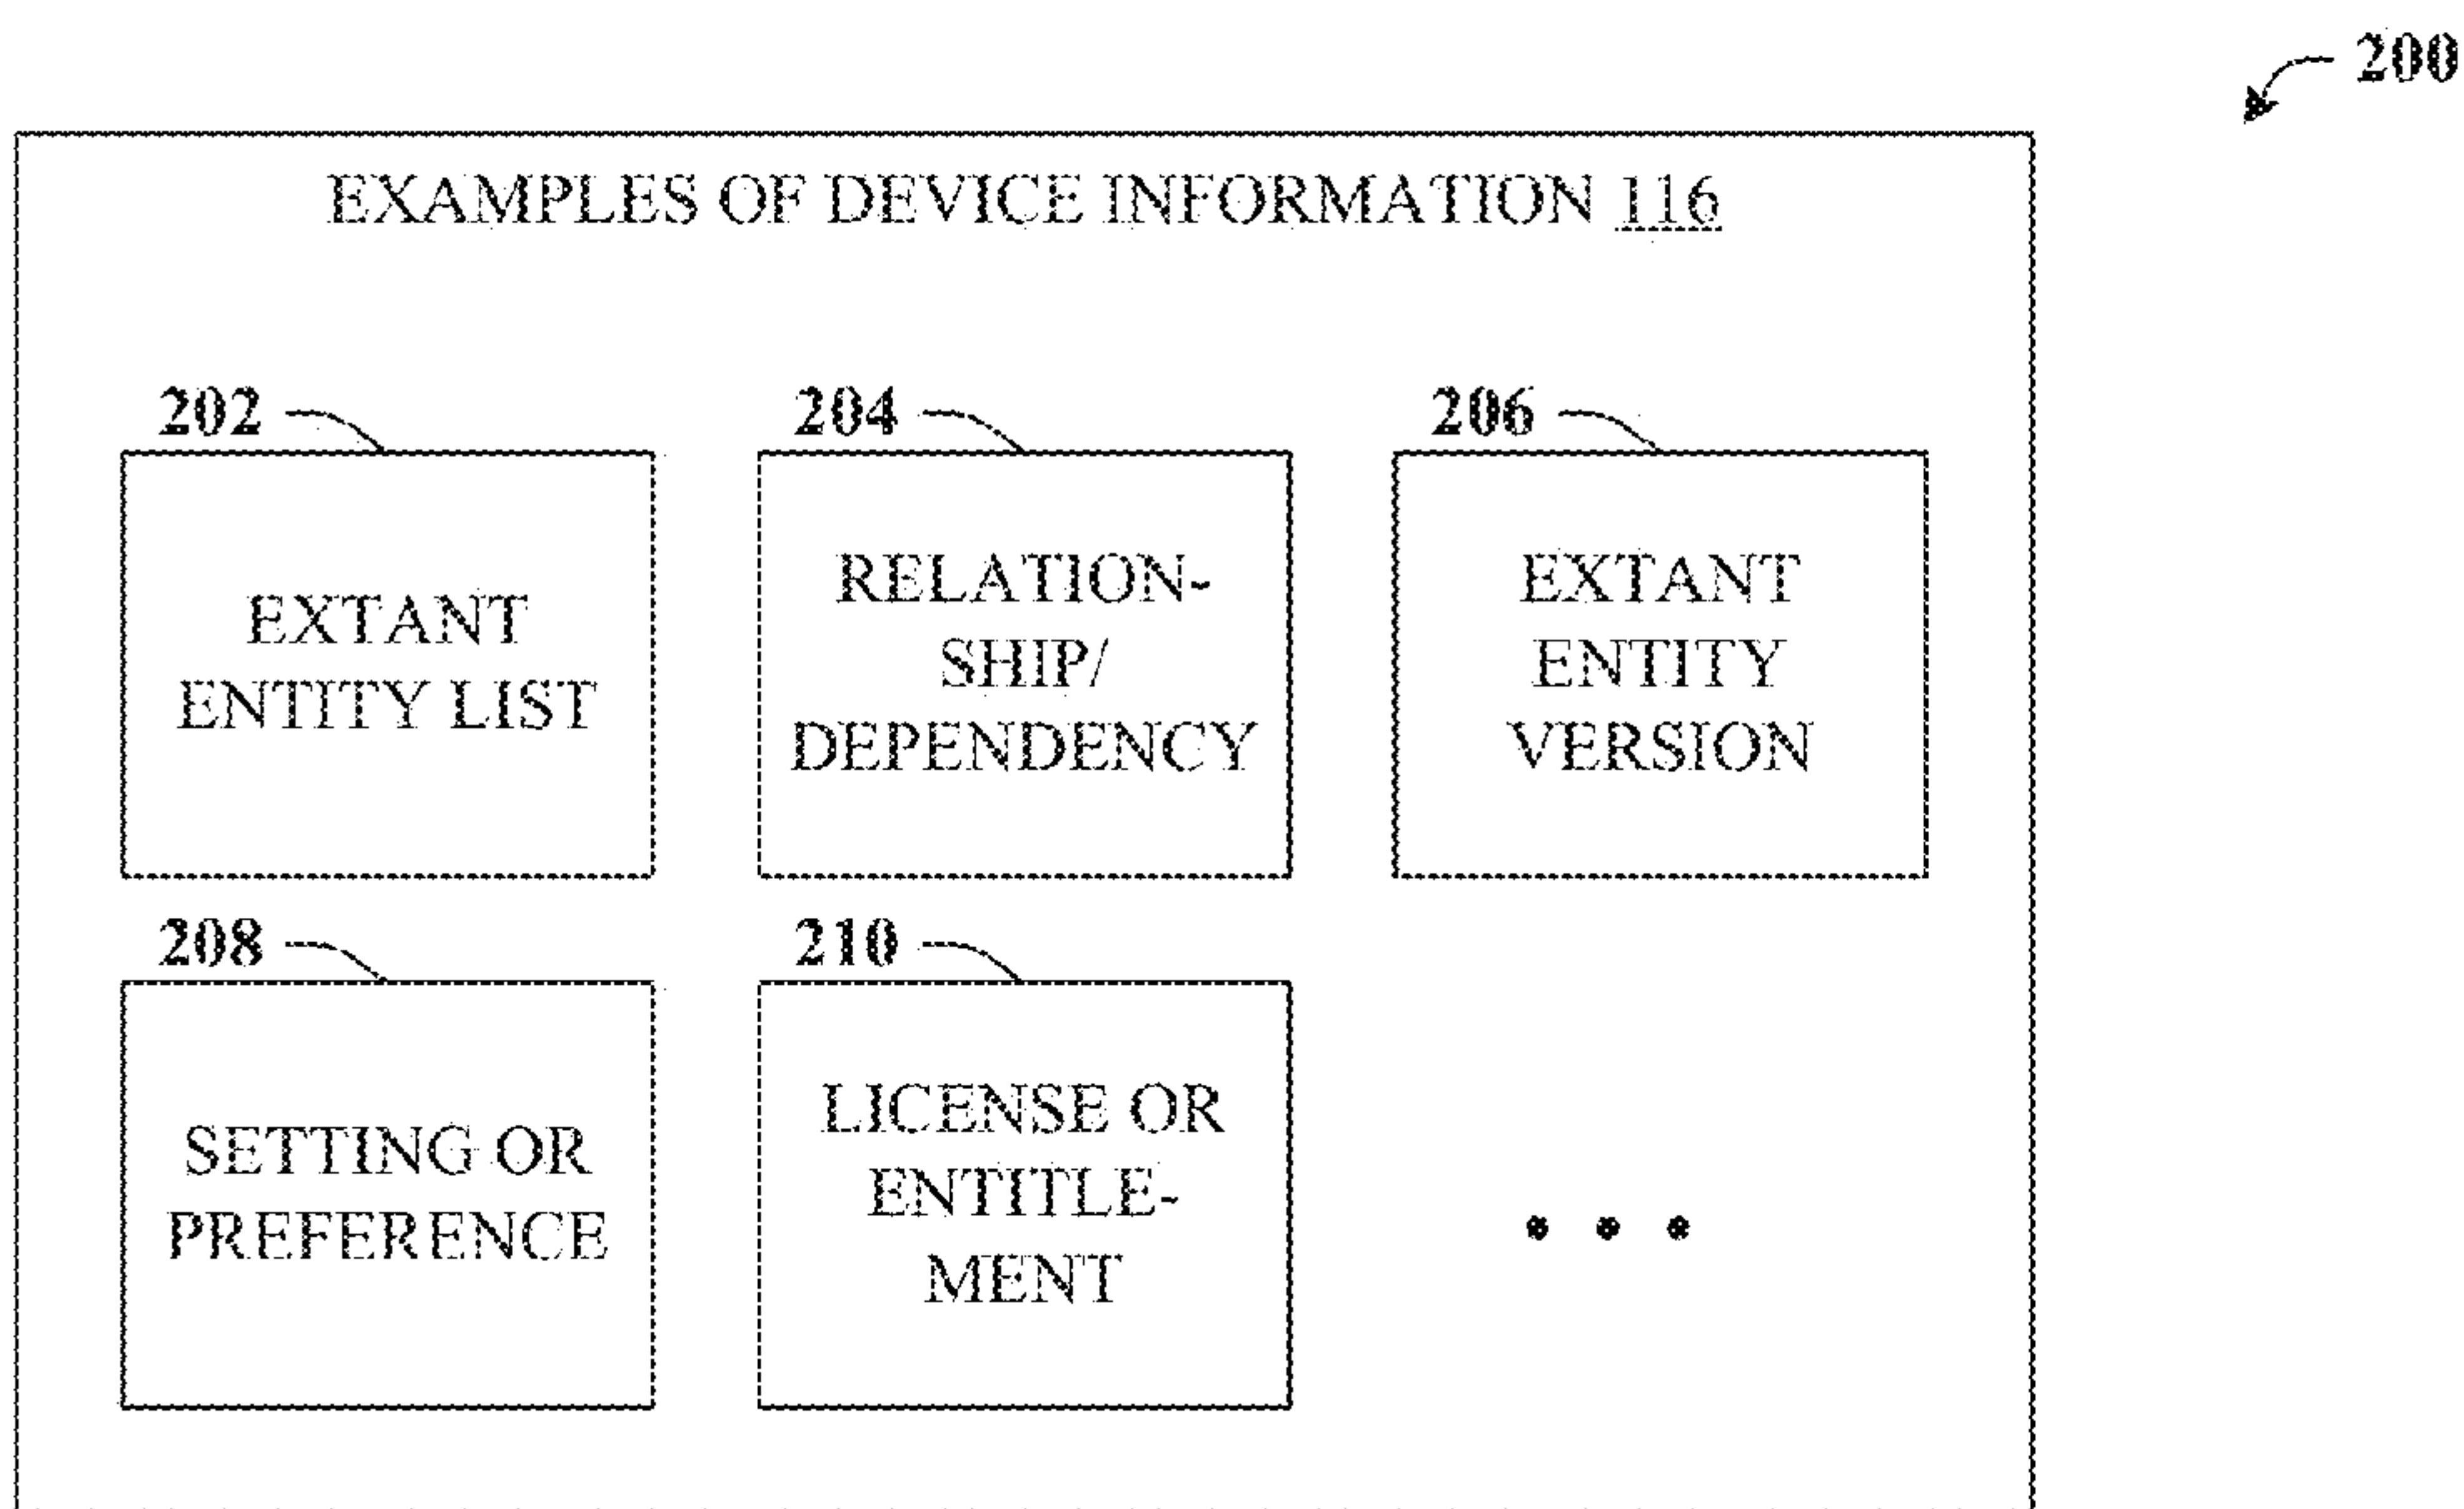 200
EXAMPLES OF DEVICE INFORMATION 116
202
204
206
EXTANT
ENTITY LIST
RELATION-
SHIP/
DEPENDENCY
EXTANT
ENTITY
VERSION
208
210
SETTING OR
PREFERENCE
LICENSE OR
ENTITLE-
MENT
• • •